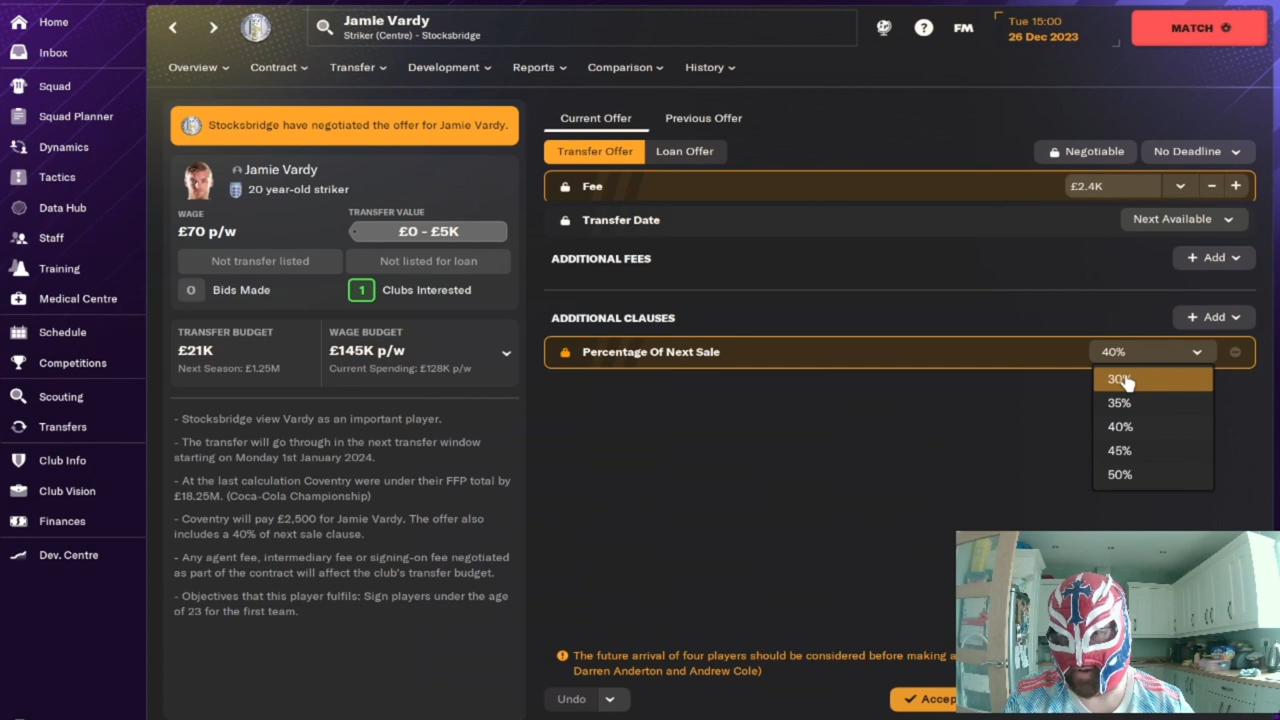 Home
Inbox
Squad
Squad Planner
Dynamics
Tactics
Data Hub
Staff
Training
Medical Centre
Schedule
Competitions
Scouting
Transfers
Club Info
Club Vision
Finances
Dev. Centre
Jamie Vardy
Striker (Centre) - Stocksbridge
?
FM
Tue 15:00
26 Dec 2023
MATCH
Overview
Contract
Transfer
Development
Reports
Comparison
History
Stocksbridge have negotiated the offer for Jamie Vardy.
Jamie Vardy
20 year-old striker
WAGE
£70 p/w
TRANSFER VALUE
£0 - £5K
Not transfer listed
Not listed for loan
0 Bids Made
1 Clubs Interested
TRANSFER BUDGET
£21K
Next Season: £1.25M
WAGE BUDGET
£145K p/w
Current Spending: £128K p/w
- Stocksbridge view Vardy as an important player.
- The transfer will go through in the next transfer window
starting on Monday 1st January 2024.
- At the last calculation Coventry were under their FFP total by
£18.25M. (Coca-Cola Championship)
- Coventry will pay £2,500 for Jamie Vardy. The offer also
includes a 40% of next sale clause.
- Any agent fee, intermediary fee or signing-on fee negotiated
as part of the contract will affect the club's transfer budget.
- Objectives that this player fulfils: Sign players under the age
of 23 for the first team.
Current Offer
Previous Offer
Transfer Offer
Loan Offer
Negotiable
No Deadline
Fee
£2.4K
Transfer Date
Next Available
ADDITIONAL FEES
+ Add
ADDITIONAL CLAUSES
+ Add
Percentage Of Next Sale
40%
30%
35%
40%
45%
50%
The future arrival of four players should be considered before making a
Darren Anderton and Andrew Cole)
Undo
Accep